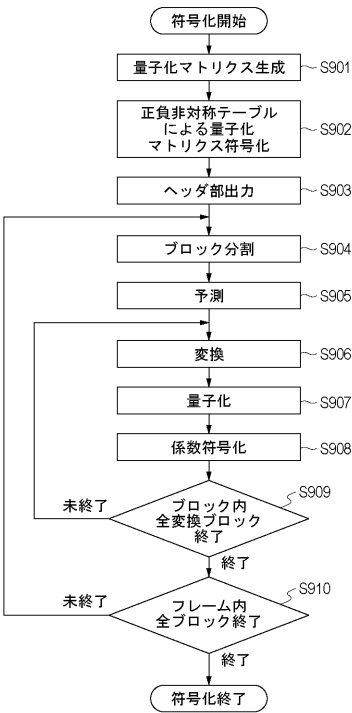 符号化開始
量子化マトリクス生成
S901
正負非対称テーブル
による量子化
マトリクス符号化
S902
ヘッダ部出力
S903
ブロック分割
S904
予測
S905
変換
S906
量子化
S907
係数符号化
S908
S909
未終了
ブロック内
全変換ブロック
終了
終了
S910
未終了
フレーム内
全ブロック終了
終了
符号化終了